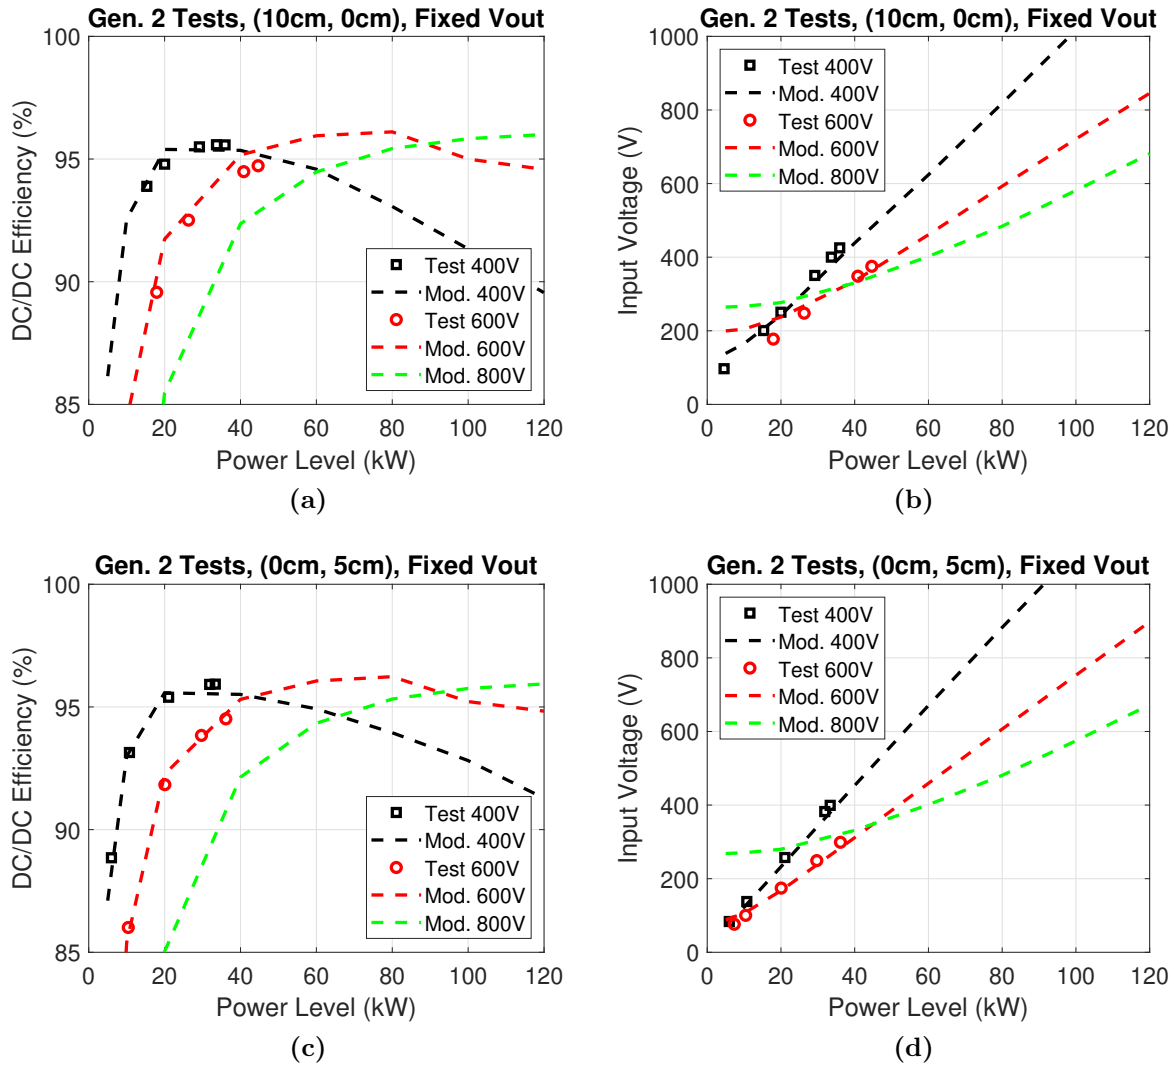 Gen. 2 Tests, (10cm, 0cm), Fixed Vout
100
95
90
85
DC/DC Efficiency (%)
Test 400V
Mod. 400V
Test 600V
Mod. 600V
Mod. 800V
0 20 40 60 80 100 120
Power Level (kW)
(a)
Gen. 2 Tests, (10cm, 0cm), Fixed Vout
1000
800
600
400
200
0
Input Voltage (V)
Test 400V
Mod. 400V
Test 600V
Mod. 600V
Mod. 800V
0 20 40 60 80 100 120
Power Level (kW)
(b)
Gen. 2 Tests, (0cm, 5cm), Fixed Vout
100
95
90
85
DC/DC Efficiency (%)
Test 400V
Mod. 400V
Test 600V
Mod. 600V
Mod. 800V
0 20 40 60 80 100 120
Power Level (kW)
(c)
Gen. 2 Tests, (0cm, 5cm), Fixed Vout
1000
800
600
400
200
0
Input Voltage (V)
Test 400V
Mod. 400V
Test 600V
Mod. 600V
Mod. 800V
0 20 40 60 80 100 120
Power Level (kW)
(d)